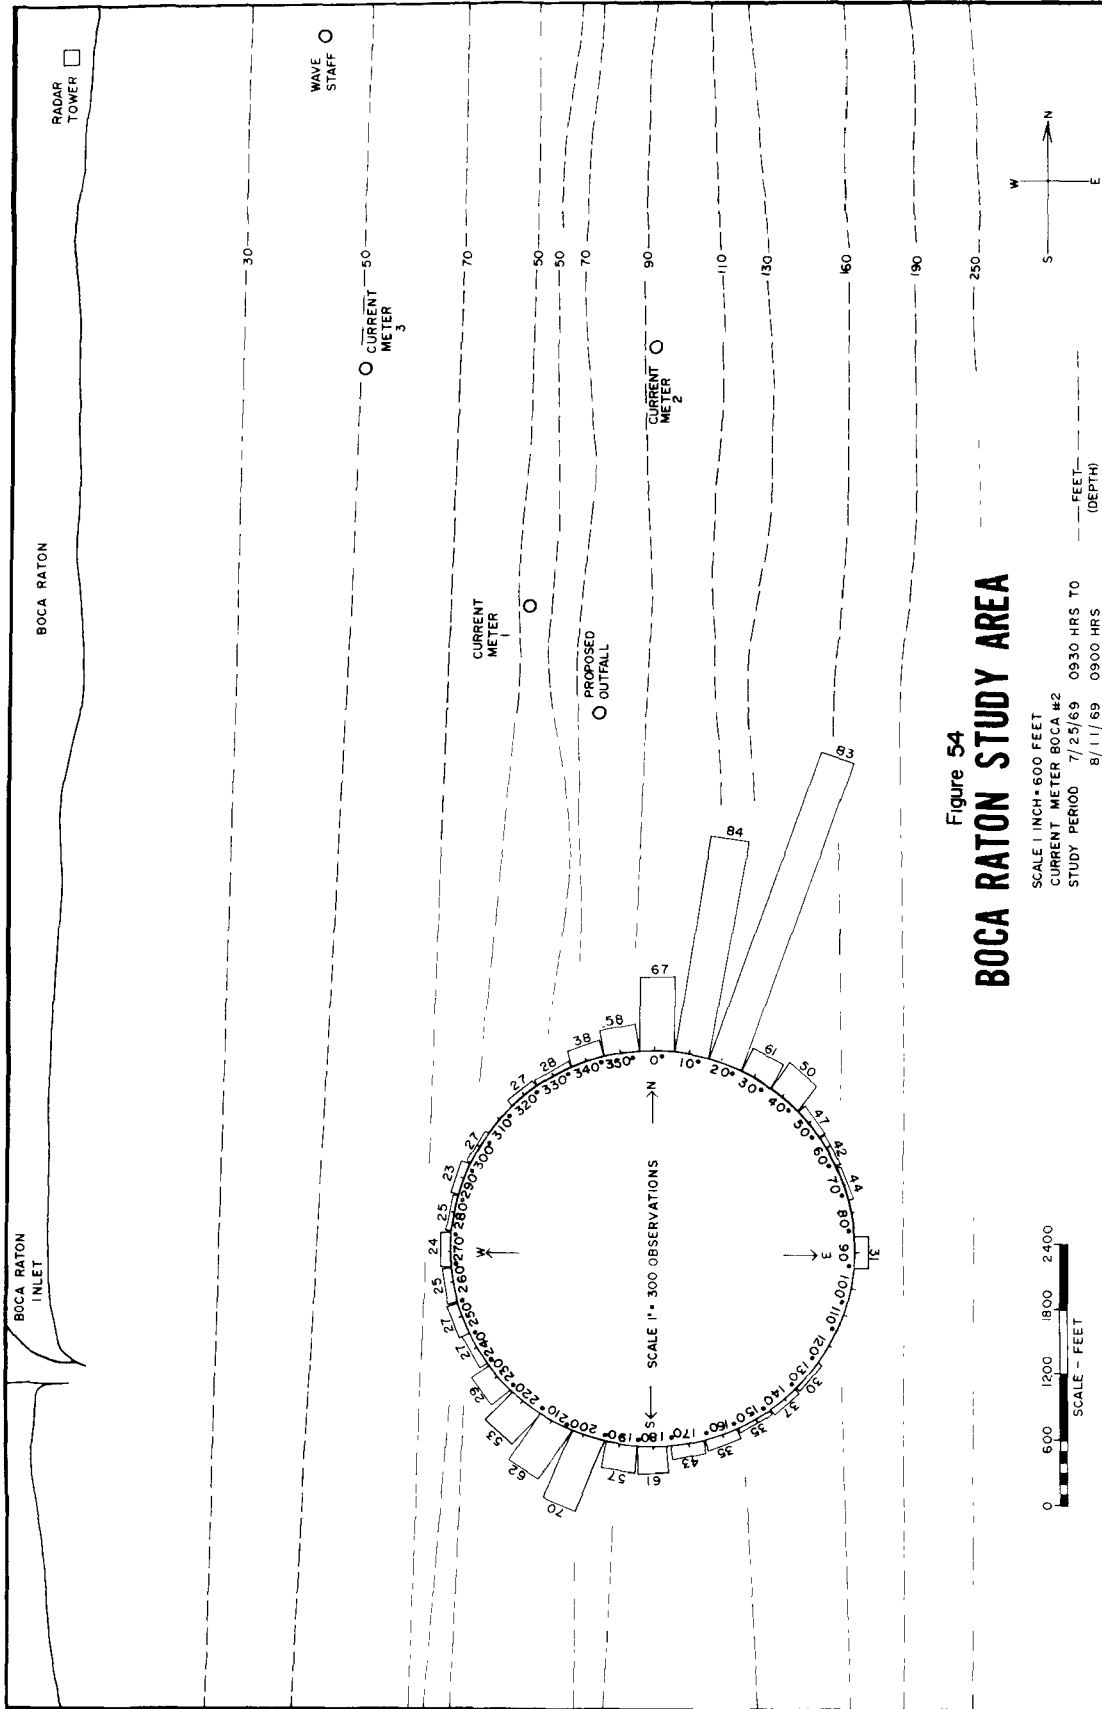 BOCA RATON
INLET
BOCA RATON
RADAR
TOWER
WAVE
STAFF
CURRENT
METER
3
CURRENT
METER
1
CURRENT
METER
2
PROPOSED
OUTFALL
30
50
70
50
50
70
90
110
130
160
190
250
W
S
N
E
67
84
83
61
50
47
42
44
31
30
37
35
35
43
61
57
70
62
53
29
27
27
25
24
25
23
27
27
28
38
58
0°
10°
20°
30°
40°
50°
60°
70°
80°
90°
100°
110°
120°
130°
140°
150°
160°
170°
180°
190°
200°
210°
220°
230°
240°
250°
260°
270°
280°
290°
300°
310°
320°
330°
340°
350°
W
S
SCALE 1" = 300 OBSERVATIONS
N
E
Figure 54
BOCA RATON STUDY AREA
SCALE 1 INCH = 600 FEET
CURRENT METER BOCA #2
STUDY PERIOD 7/25/69 0930 HRS TO
8/11/69 0900 HRS
FEET
(DEPTH)
0 600 1200 1800 2400
SCALE - FEET